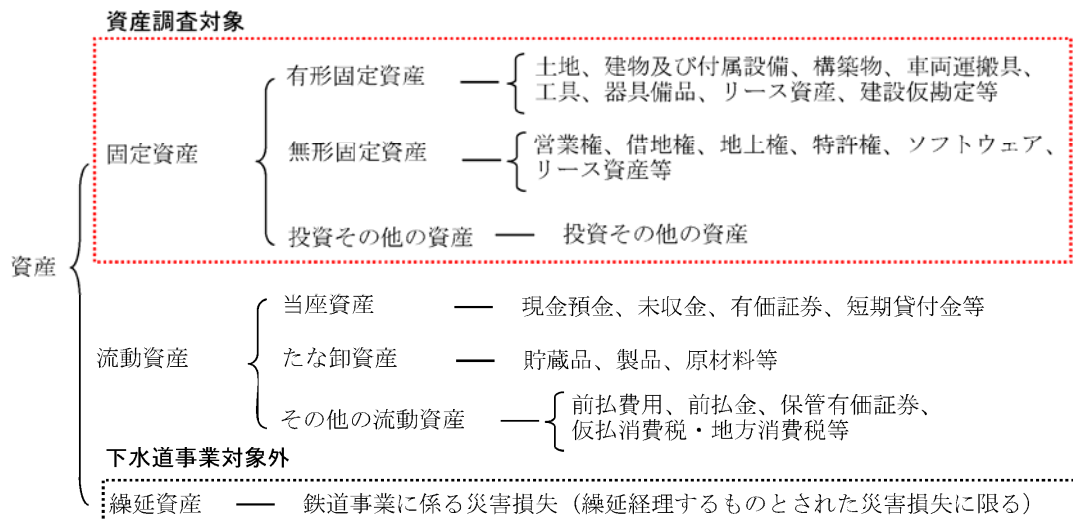 資産調査対象
有形固定資産
土地、建物及び付属設備、構築物、車両運搬具、
工具、器具備品、リース資産、建設仮勘定等
固定資産
無形固定資産
営業権、借地権、地上権、特許権、ソフトウェア、
リース資産等
投資その他の資産
投資その他の資産
資産
当座資産
現金預金、未収金、有価証券、短期貸付金等
流動資産
たな卸資産
貯蔵品、製品、原材料等
その他の流動資産
前払費用、前払金、保管有価証券、
仮払消費税・地方消費税等
下水道事業対象外
繰延資産
鉄道事業に係る災害損失（繰延経理するものとされた災害損失に限る）